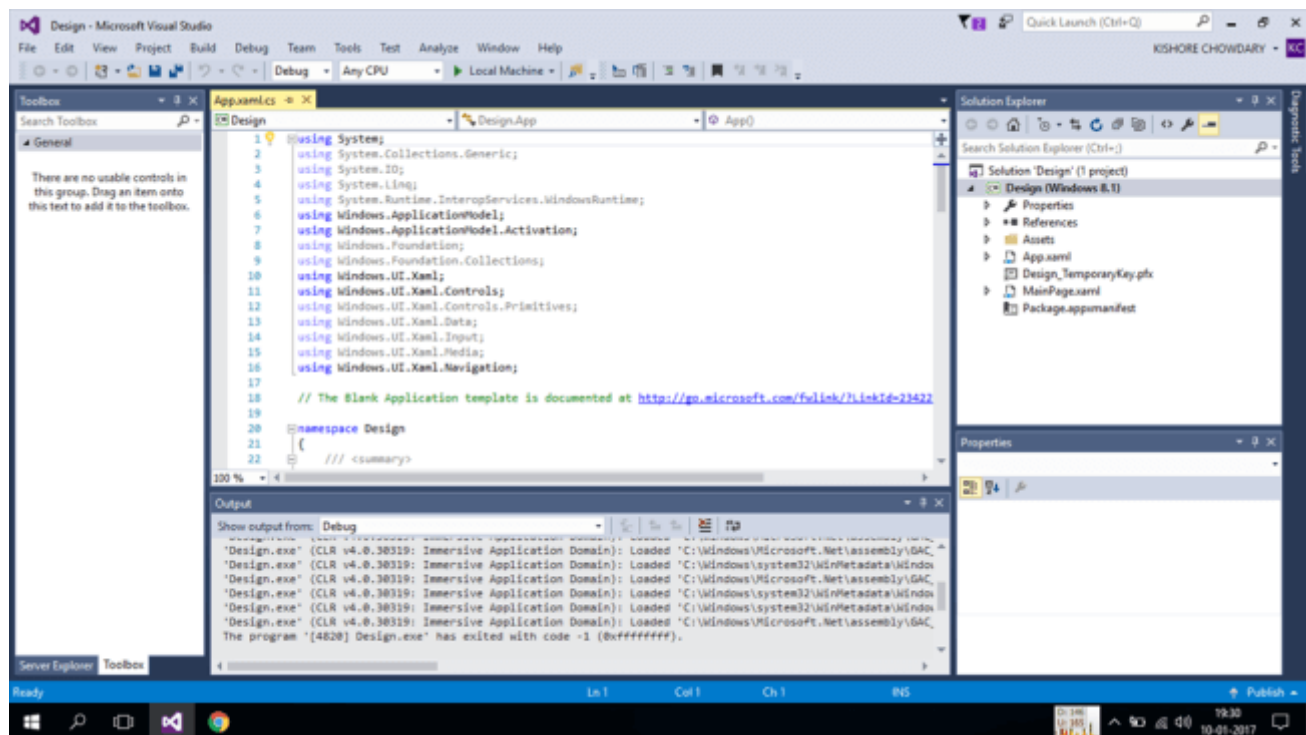 Design - Microsoft Visual Studio
Quick Launch (Ctrl+Q)
File Edit View Project Build Debug Team Tools Test Analyze Window Help
KISHORE CHOWDARY KC
Debug Any CPU Local Machine
Toolbox
Search Toolbox
General
There are no usable controls in
this group. Drag an item onto
this text to add it to the toolbox.
Server Explorer Toolbox
App.xaml.cs
Design Design.App App()
1 using System;
2 using System.Collections.Generic;
3 using System.IO;
4 using System.Linq;
5 using System.Runtime.InteropServices.WindowsRuntime;
6 using Windows.ApplicationModel;
7 using Windows.ApplicationModel.Activation;
8 using Windows.Foundation;
9 using Windows.Foundation.Collections;
10 using Windows.UI.Xaml;
11 using Windows.UI.Xaml.Controls;
12 using Windows.UI.Xaml.Controls.Primitives;
13 using Windows.UI.Xaml.Data;
14 using Windows.UI.Xaml.Input;
15 using Windows.UI.Xaml.Media;
16 using Windows.UI.Xaml.Navigation;
17
18 // The Blank Application template is documented at http://go.microsoft.com/fwlink/?LinkId=23422
19
20 namespace Design
21 {
22 /// <summary>
100 %
Output
Show output from: Debug
'Design.exe' (CLR v4.0.30319: Immersive Application Domain): Loaded 'C:\Windows\Microsoft.Net\assembly\GAC_
'Design.exe' (CLR v4.0.30319: Immersive Application Domain): Loaded 'C:\Windows\system32\WinMetadata\Window
'Design.exe' (CLR v4.0.30319: Immersive Application Domain): Loaded 'C:\Windows\Microsoft.Net\assembly\GAC_
'Design.exe' (CLR v4.0.30319: Immersive Application Domain): Loaded 'C:\Windows\system32\WinMetadata\Window
'Design.exe' (CLR v4.0.30319: Immersive Application Domain): Loaded 'C:\Windows\system32\WinMetadata\Window
'Design.exe' (CLR v4.0.30319: Immersive Application Domain): Loaded 'C:\Windows\Microsoft.Net\assembly\GAC_
The program '[4820] Design.exe' has exited with code -1 (0xffffffff).
Solution Explorer
Search Solution Explorer (Ctrl+;)
Solution 'Design' (1 project)
Design (Windows 8.1)
Properties
References
Assets
App.xaml
Design_TemporaryKey.pfx
MainPage.xaml
Package.appxmanifest
Properties
Diagnostic Tools
Ready Ln 1 Col 1 Ch 1 INS Publish
19:30
10-01-2017